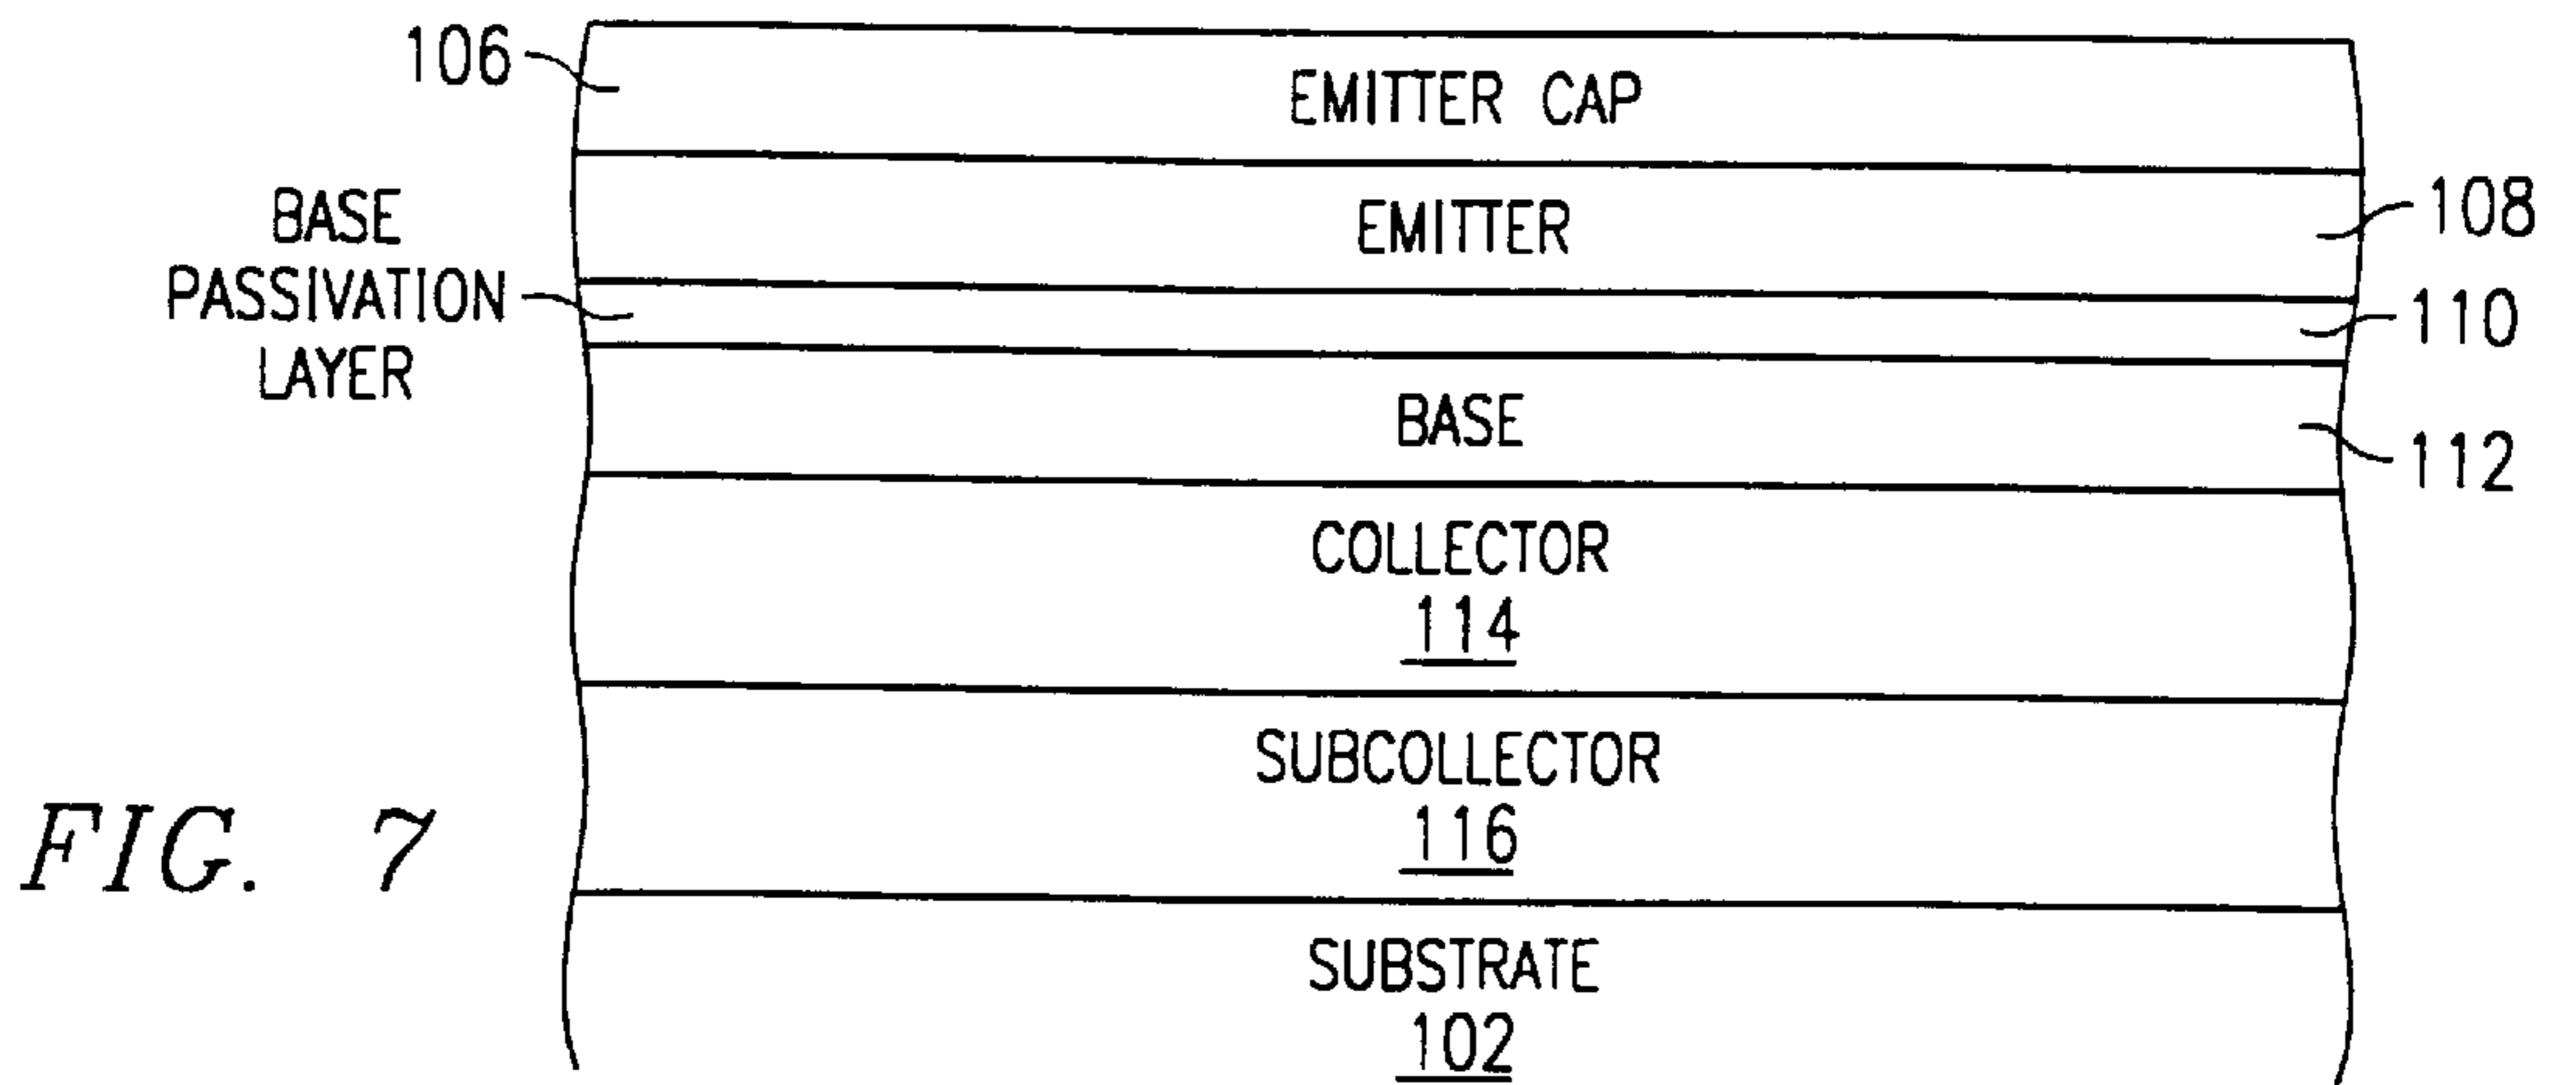 106
EMITTER CAP
BASE
PASSIVATION
LAYER
EMITTER
108
110
BASE
112
COLLECTOR
114
SUBCOLLECTOR
116
FIG. 7
SUBSTRATE
102